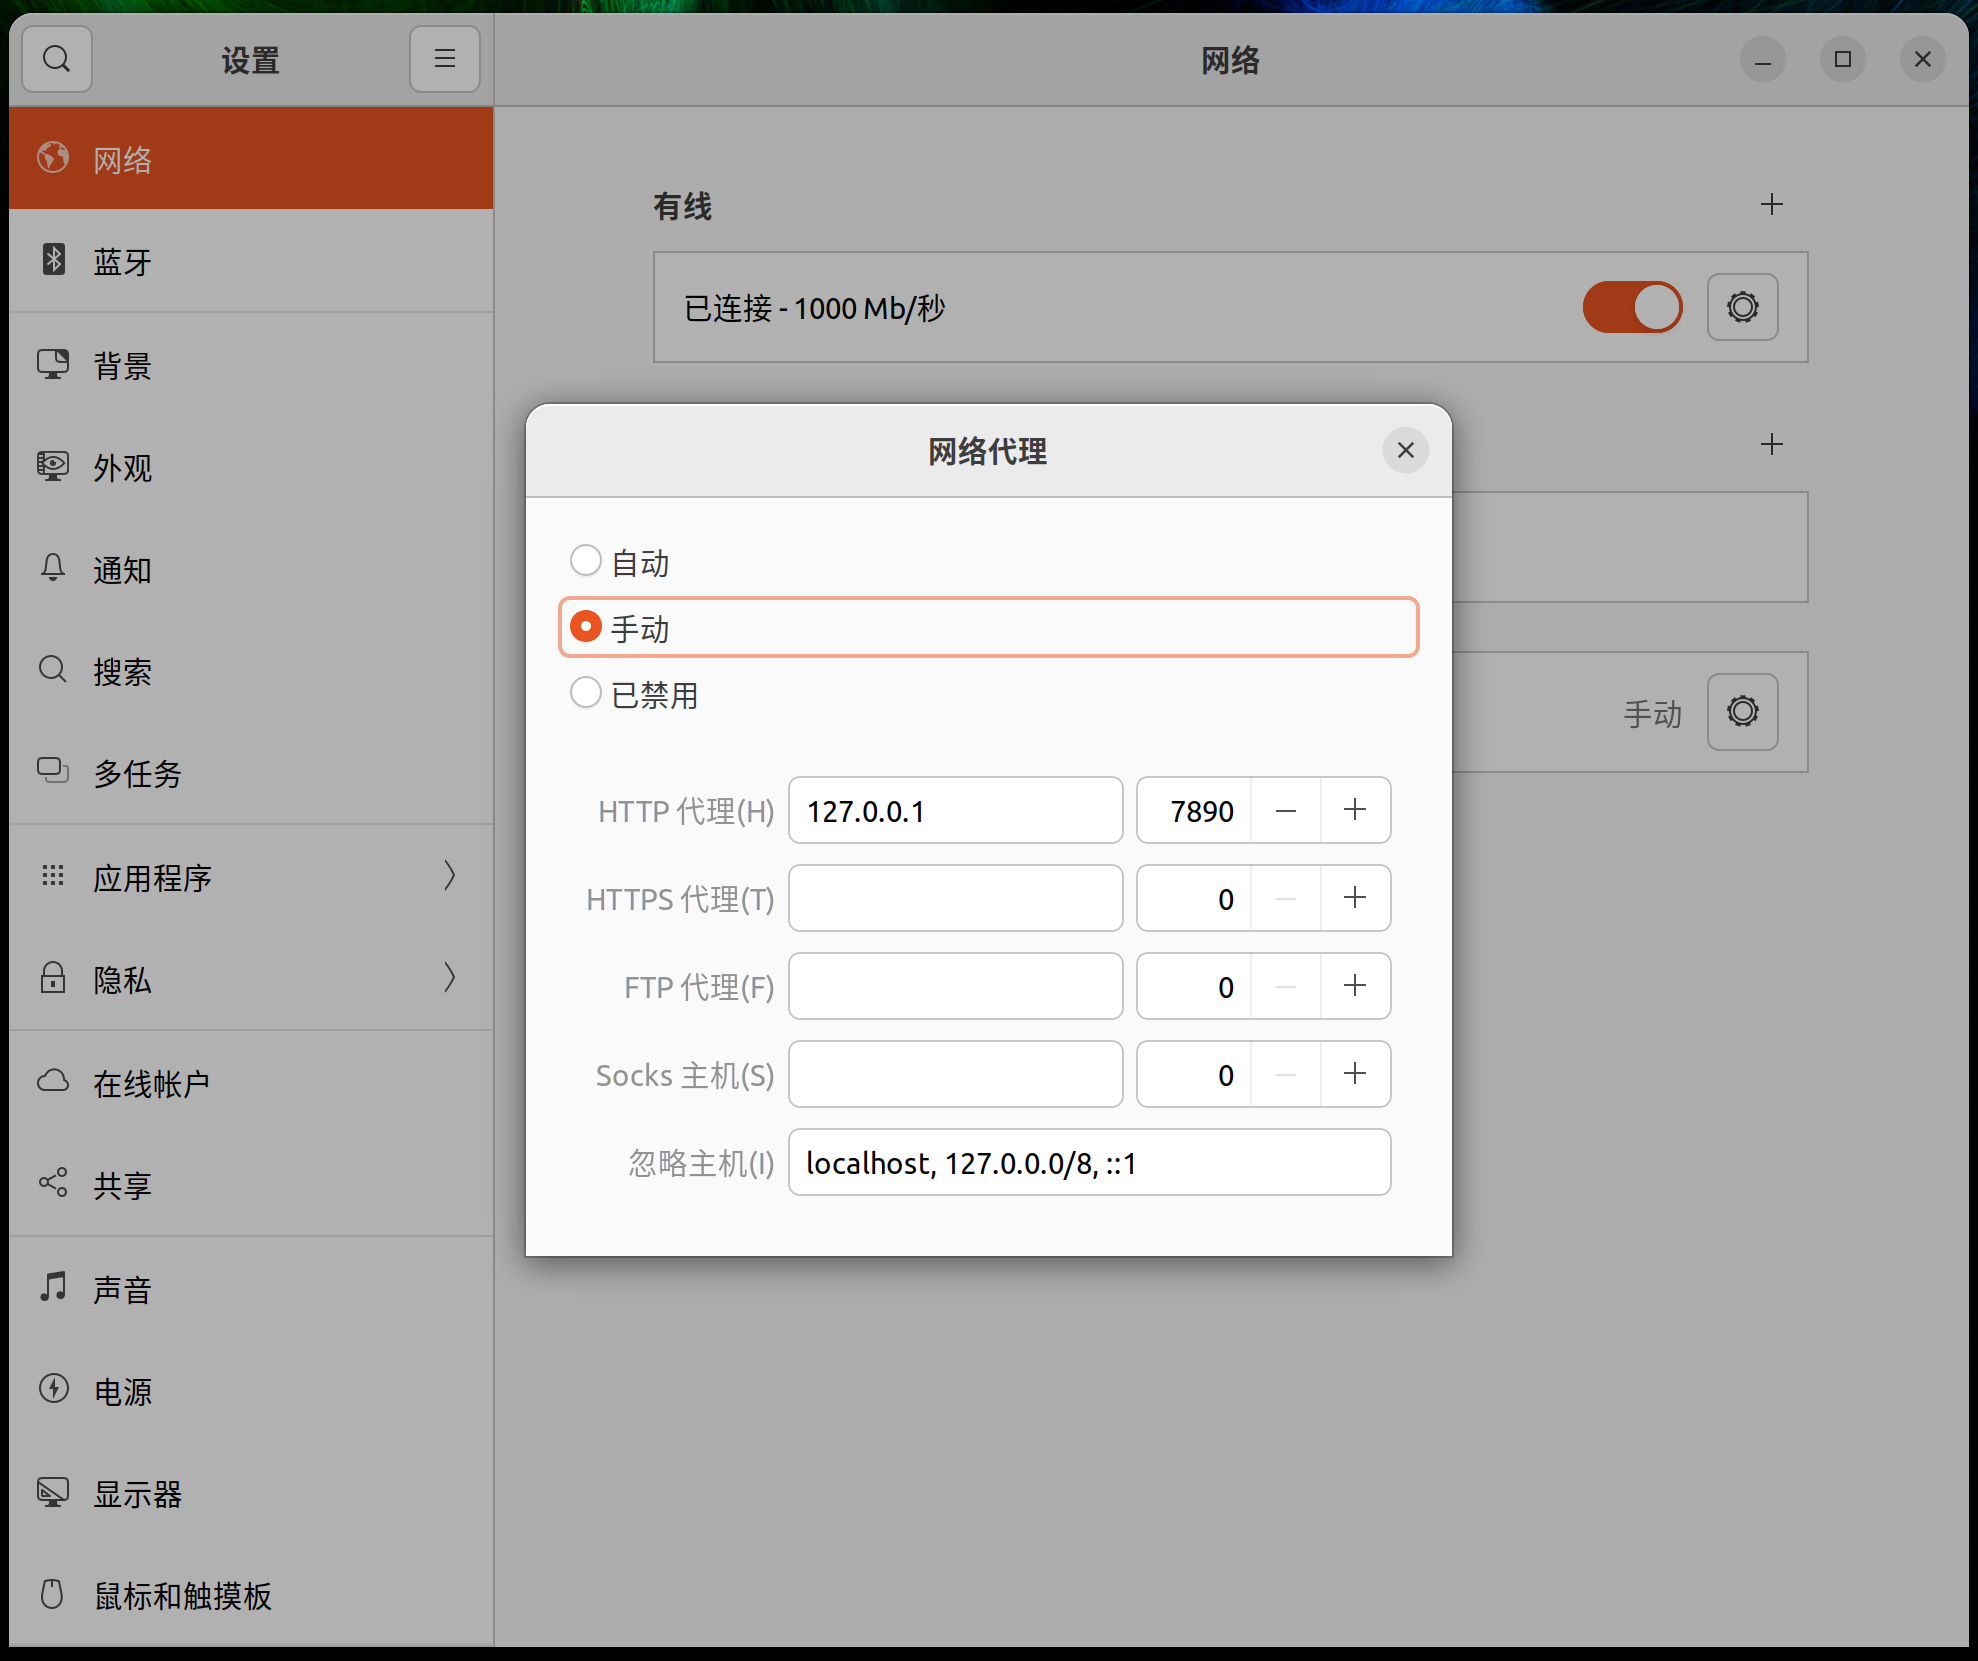 设置
网络
网络
蓝牙
背景
外观
通知
搜索
多任务
应用程序
隐私
在线帐户
共享
声音
电源
显示器
鼠标和触摸板
有线
已连接 - 1000 Mb/秒
手动
网络代理
自动
手动
已禁用
HTTP 代理(H) 127.0.0.1 7890
HTTPS 代理(T) 0
FTP 代理(F) 0
Socks 主机(S) 0
忽略主机(I) localhost, 127.0.0.0/8, ::1